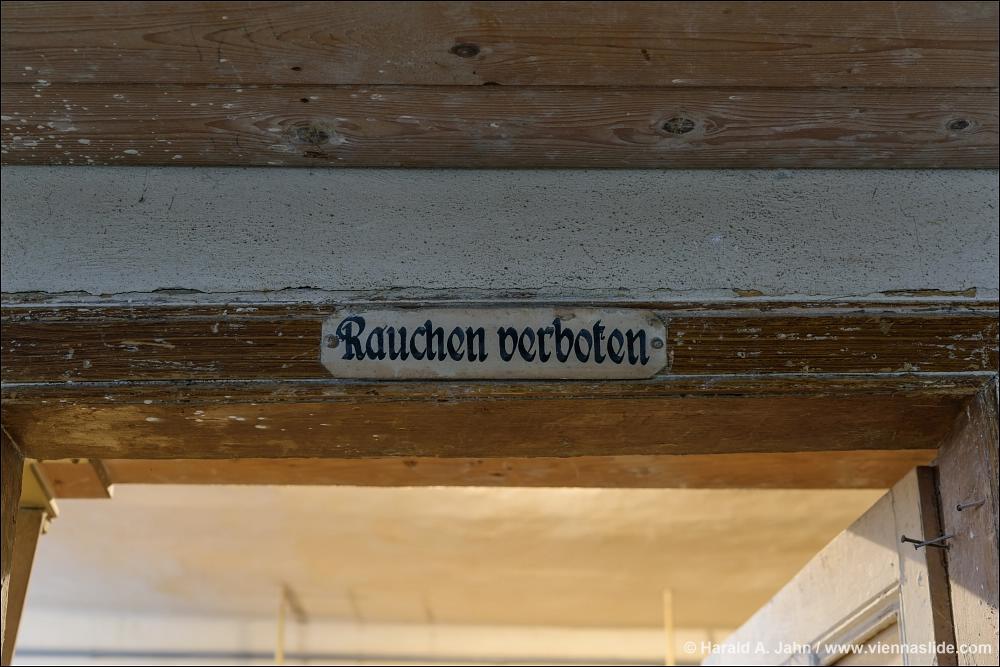 Rauchen verboten
© Harald A. Jahn / www.viennaslide.com